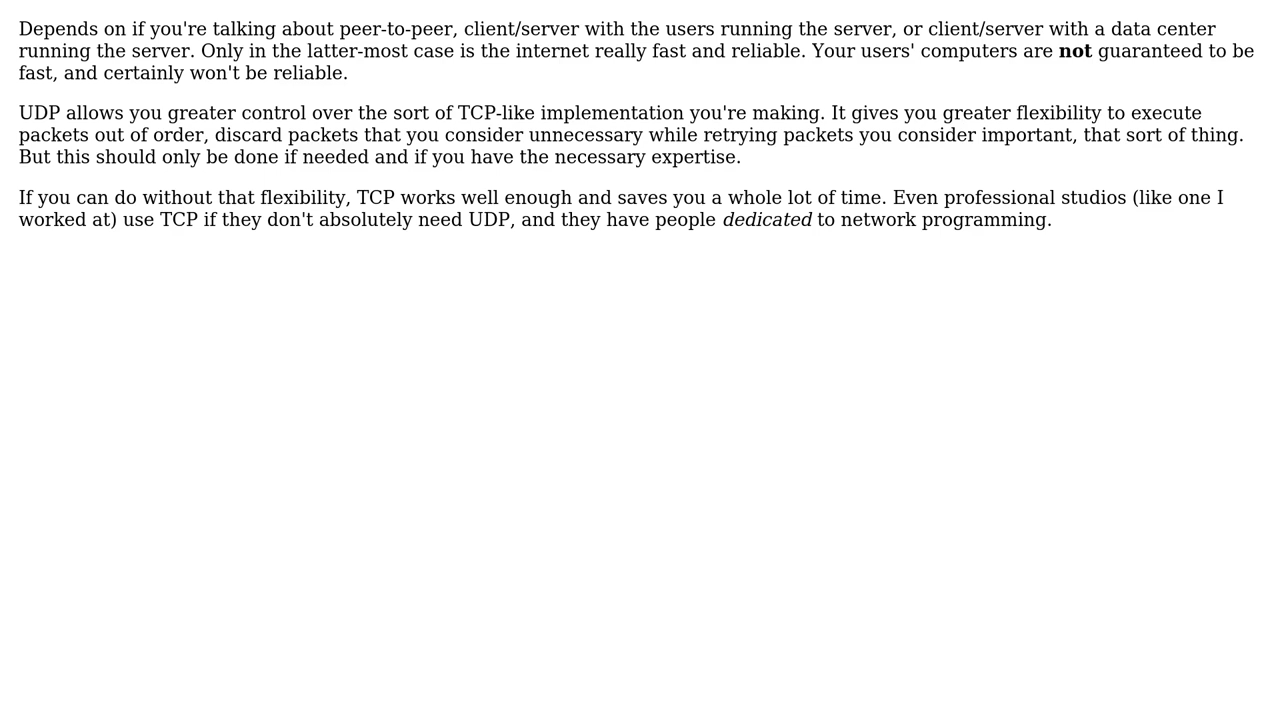 Depends on if you're talking about peer-to-peer, client/server with the users running the server, or client/server with a data center
running the server. Only in the latter-most case is the internet really fast and reliable. Your users' computers are not guaranteed to be
fast, and certainly won't be reliable.
UDP allows you greater control over the sort of TCP-like implementation you're making. It gives you greater flexibility to execute
packets out of order, discard packets that you consider unnecessary while retrying packets you consider important, that sort of thing.
But this should only be done if needed and if you have the necessary expertise.
If you can do without that flexibility, TCP works well enough and saves you a whole lot of time. Even professional studios (like one I
worked at) use TCP if they don't absolutely need UDP, and they have people dedicated to network programming.